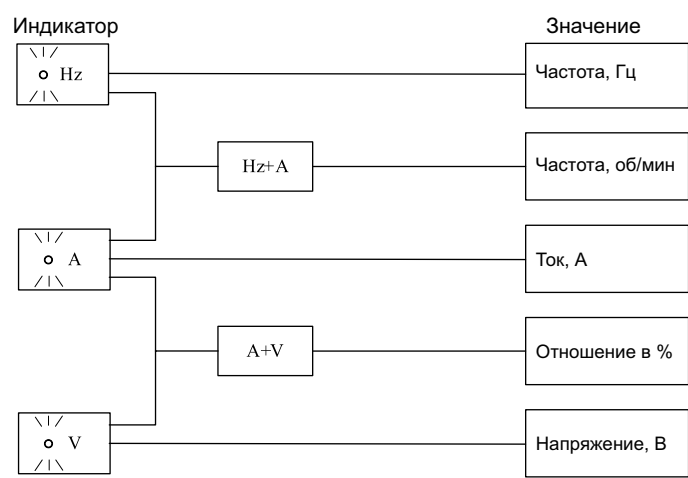 Индикатор Значение
Hz Частота, Гц
Hz+A Частота, об/мин
A Ток, А
A+V Отношение в %
V Напряжение, В